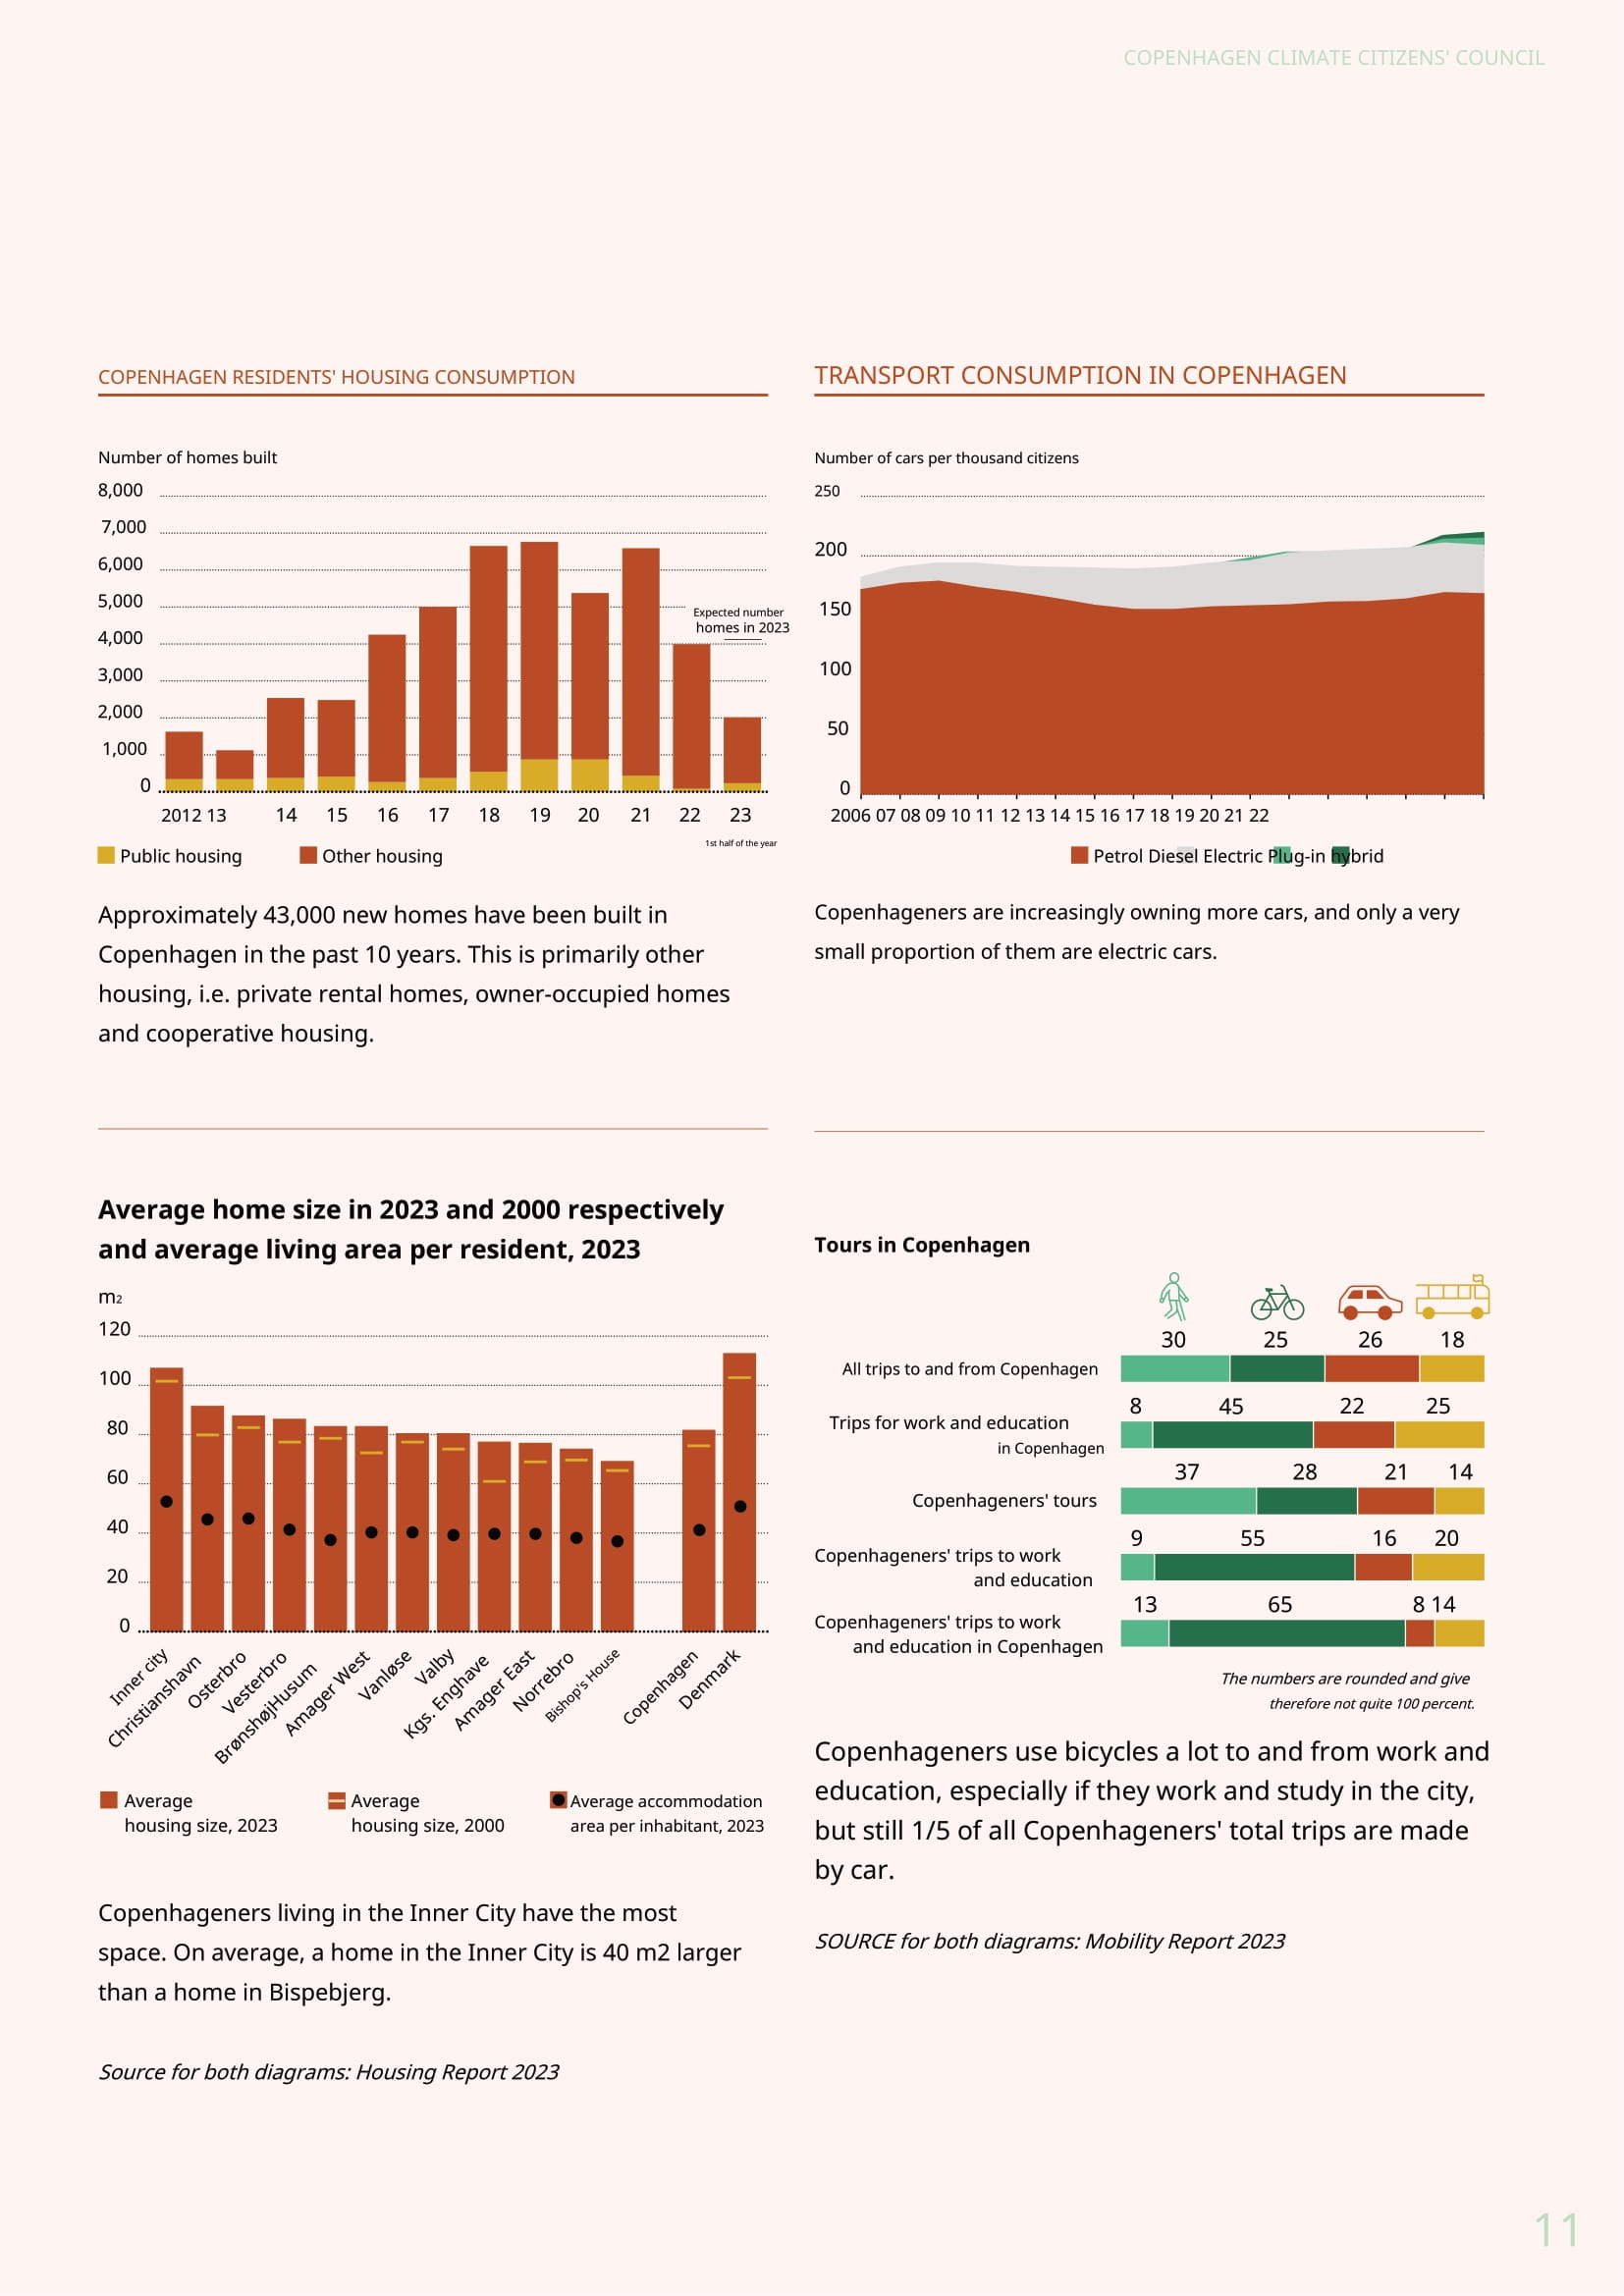 COPENHAGEN CLIMATE CITIZENS' COUNCIL
COPENHAGEN RESIDENTS' HOUSING CONSUMPTION
Number of homes built
8,000
7,000
6,000
5,000
4,000
3,000
2,000
1,000
0
Expected number
homes in 2023
2012 13 14 15 16 17 18 19 20 21 22 23
1st half of the year
Public housing Other housing
Approximately 43,000 new homes have been built in
Copenhagen in the past 10 years. This is primarily other
housing, i.e. private rental homes, owner-occupied homes
and cooperative housing.
TRANSPORT CONSUMPTION IN COPENHAGEN
Number of cars per thousand citizens
250
200
150
100
50
0
2006 07 08 09 10 11 12 13 14 15 16 17 18 19 20 21 22
Petrol Diesel Electric Plug-in hybrid
Copenhageners are increasingly owning more cars, and only a very
small proportion of them are electric cars.
Average home size in 2023 and 2000 respectively
and average living area per resident, 2023
m2
120
100
80
60
40
20
0
Inner city
Christianshavn
Osterbro
Vesterbro
BrønshøjHusum
Amager West
Vanløse
Valby
Kgs. Enghave
Amager East
Norrebro
Bishop's House
Copenhagen
Denmark
Average
housing size, 2023
Average
housing size, 2000
Average accommodation
area per inhabitant, 2023
Copenhageners living in the Inner City have the most
space. On average, a home in the Inner City is 40 m2 larger
than a home in Bispebjerg.
Source for both diagrams: Housing Report 2023
Tours in Copenhagen
30 25 26 18
All trips to and from Copenhagen
8 45 22 25
Trips for work and education
in Copenhagen
37 28 21 14
Copenhageners' tours
9 55 16 20
Copenhageners' trips to work
and education
13 65 8 14
Copenhageners' trips to work
and education in Copenhagen
The numbers are rounded and give
therefore not quite 100 percent.
Copenhageners use bicycles a lot to and from work and
education, especially if they work and study in the city,
but still 1/5 of all Copenhageners' total trips are made
by car.
SOURCE for both diagrams: Mobility Report 2023
11